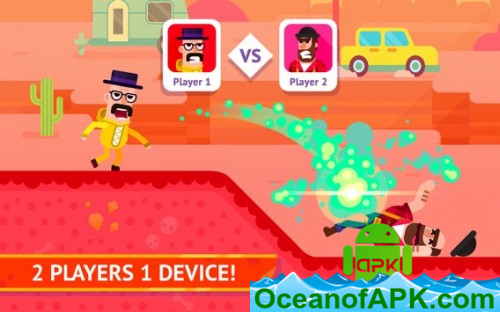 VS
Player 1
Player 2
2 PLAYERS 1 DEVICE!
apk
OceanofAPK.com